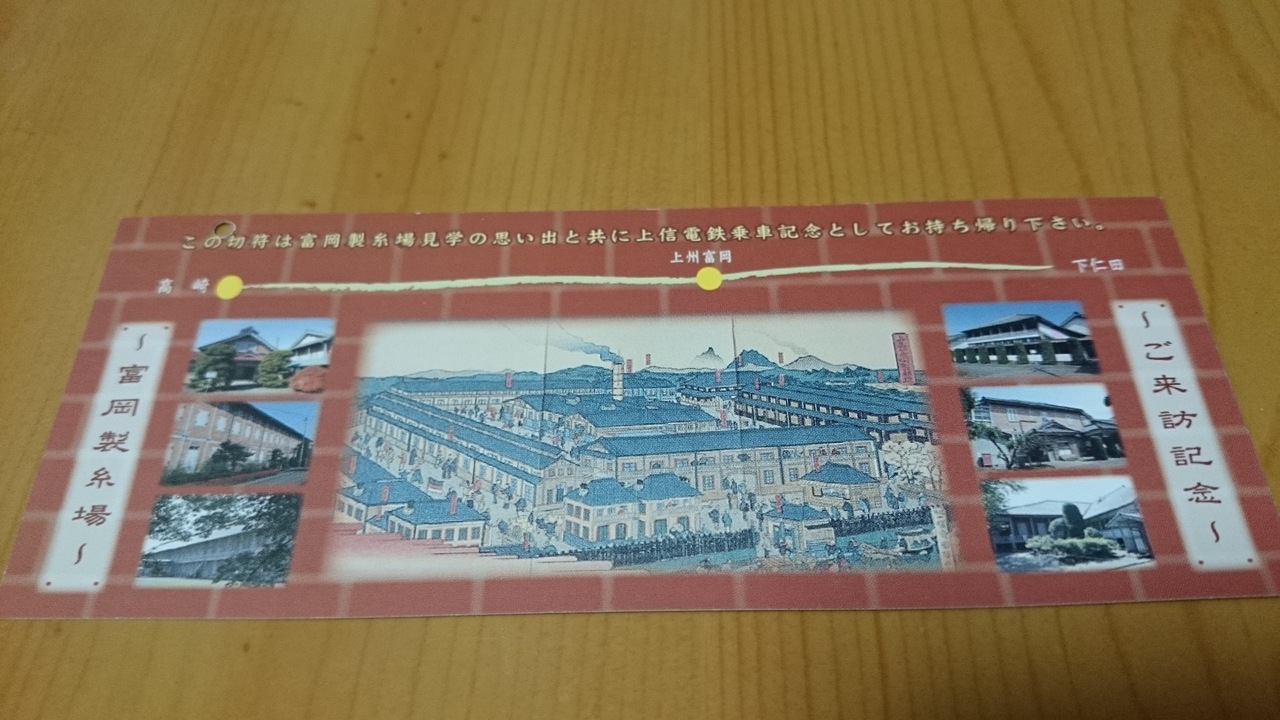 この切符は富岡製糸場見学の思い出と共に上信電鉄乗車記念としてお持ち帰り下さい。
上州富岡
高崎
下仁田
～富岡製糸場～
～ご来訪記念～